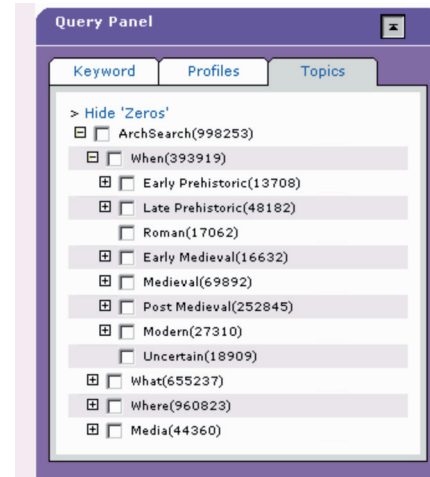 Query Panel
Keyword Profiles Topics
> Hide 'Zeros'
ArchSearch(998253)
When(393919)
Early Prehistoric(13708)
Late Prehistoric(48182)
Roman(17062)
Early Medieval(16632)
Medieval(69892)
Post Medieval(252845)
Modern(27310)
Uncertain(18909)
What(655237)
Where(960823)
Media(44360)